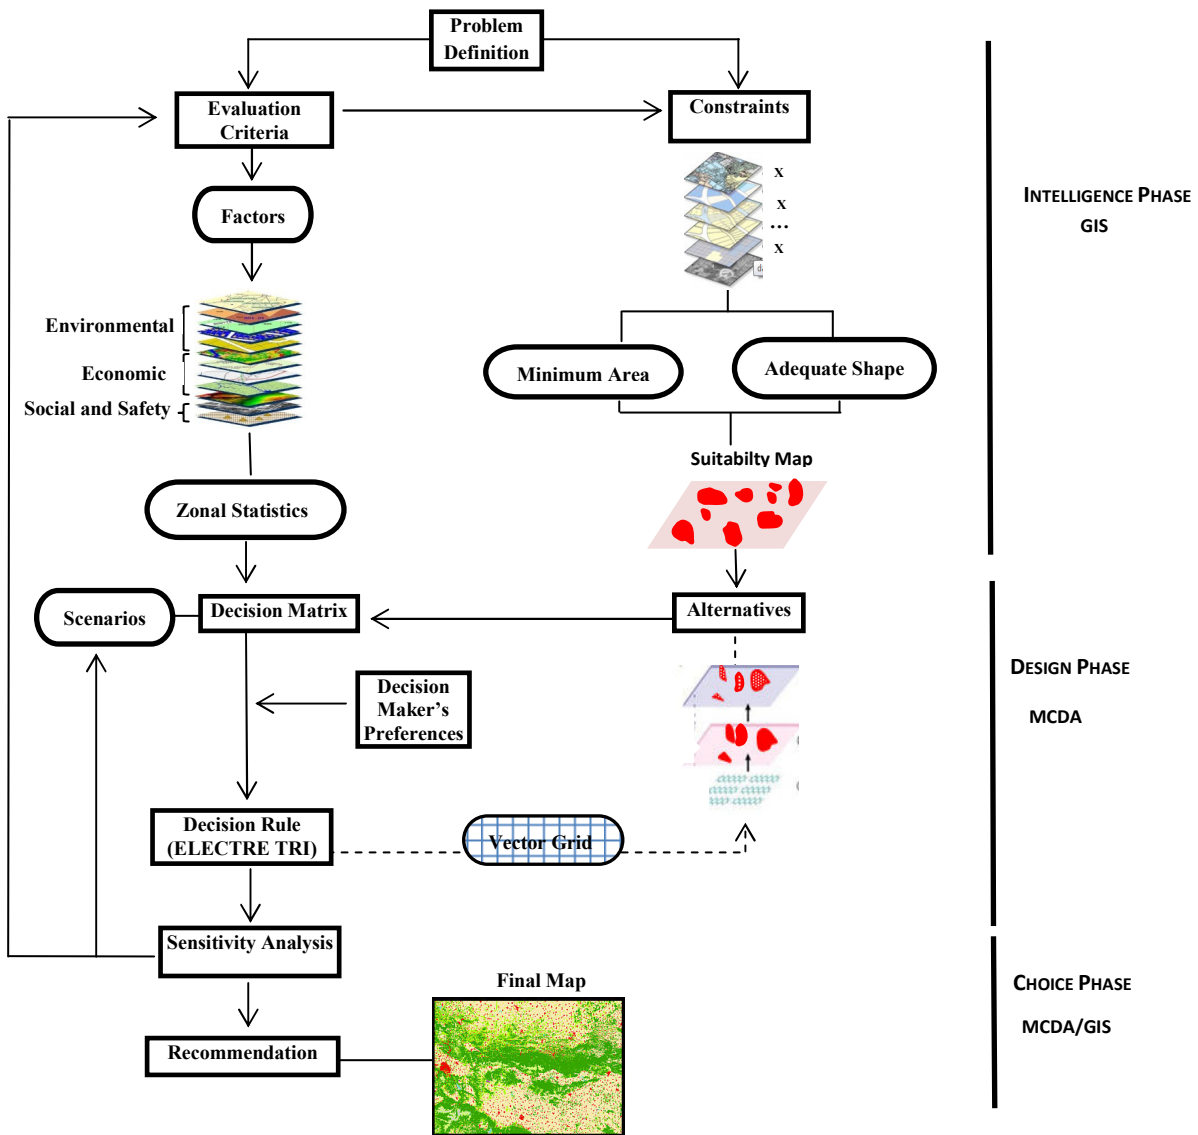 Problem
Definition
Evaluation
Criteria
Constraints
X
X
...
X
Factors
INTELLIGENCE PHASE
GIS
Environmental
Economic
Social and Safety
Minimum Area
Adequate Shape
Suitabilty Map
Zonal Statistics
Scenarios
Decision Matrix
Alternatives
Decision
Maker's
Preferences
DESIGN PHASE
MCDA
Decision Rule
(ELECTRE TRI)
Vector Grid
Sensitivity Analysis
Final Map
CHOICE PHASE
MCDA/GIS
Recommendation